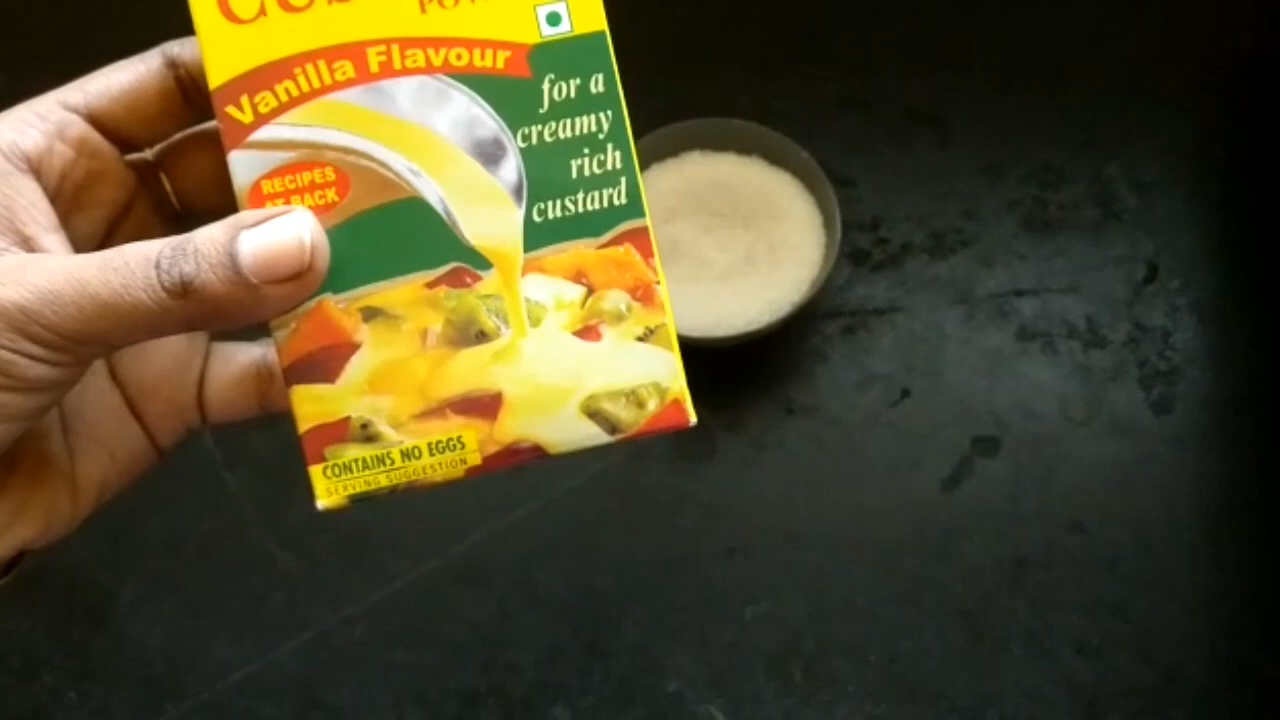 Vanilla Flavour
for a
creamy
rich
custard
RECIPES
AT BACK
CONTAINS NO EGGS
SERVING SUGGESTION